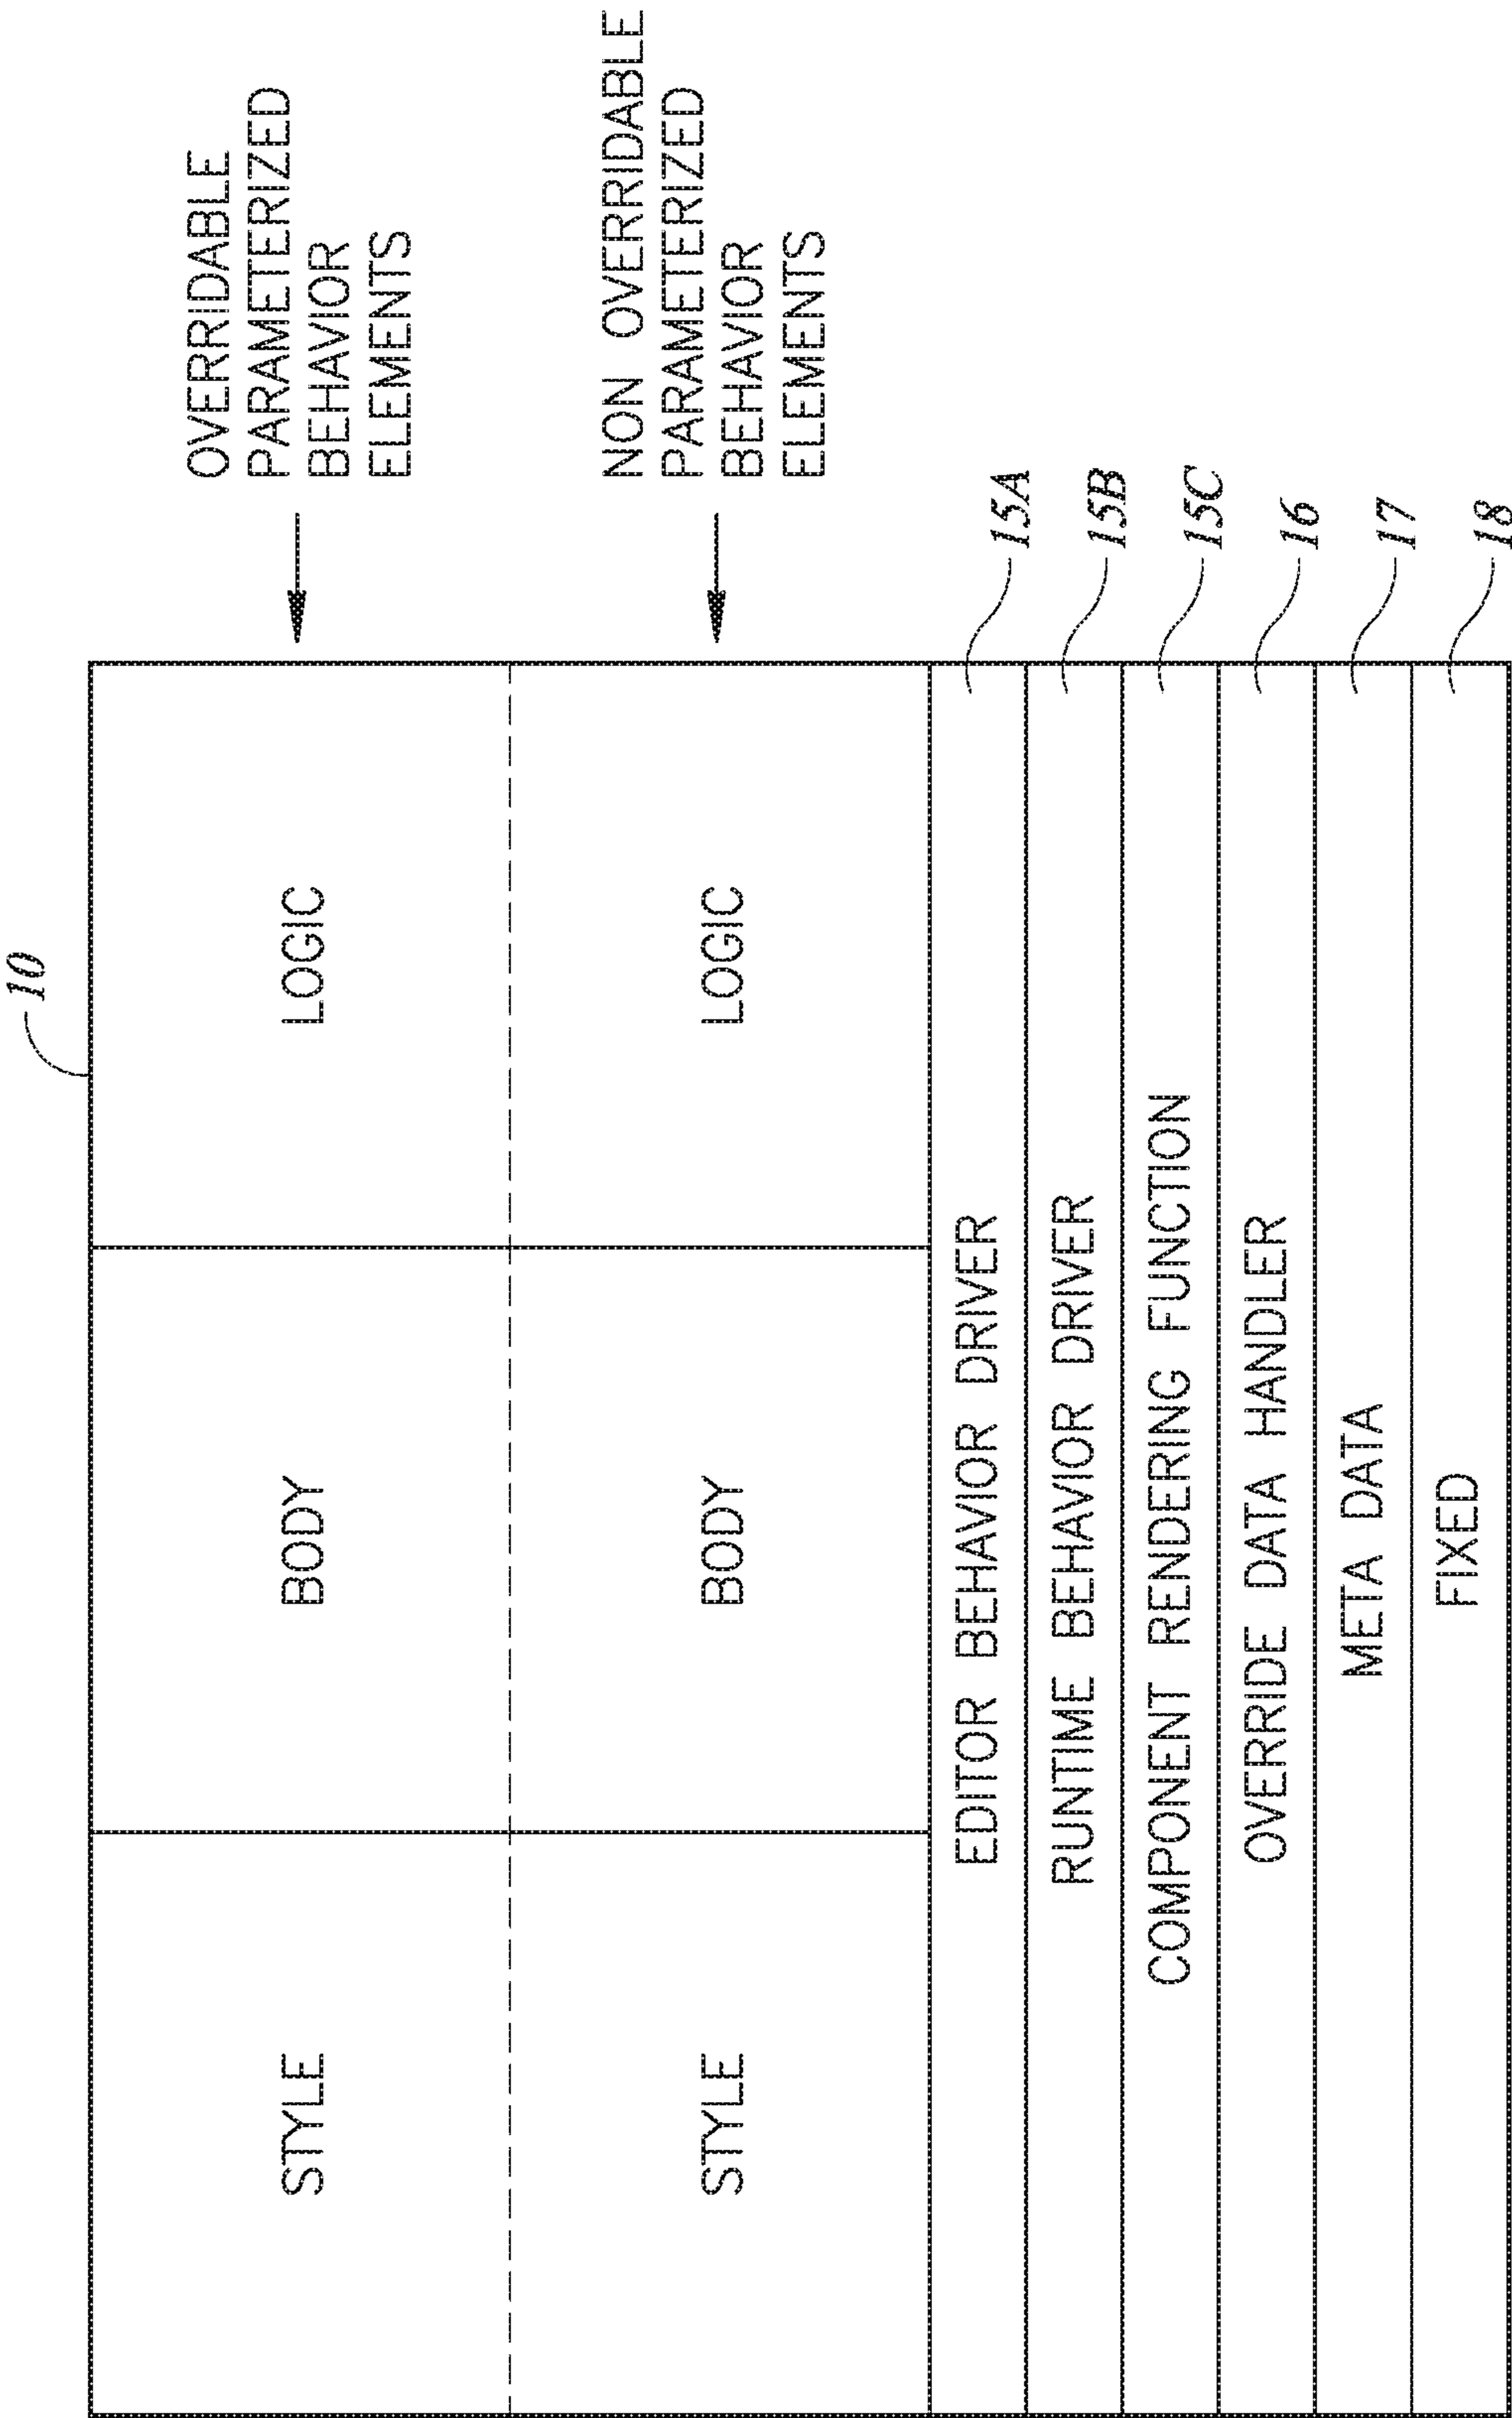 10
STYLE
BODY
LOGIC
OVERRIDABLE
PARAMETERIZED
BEHAVIOR
ELEMENTS
STYLE
BODY
LOGIC
NON OVERRIDABLE
PARAMETERIZED
BEHAVIOR
ELEMENTS
EDITOR BEHAVIOR DRIVER
15A
RUNTIME BEHAVIOR DRIVER
15B
COMPONENT RENDERING FUNCTION
15C
OVERRIDE DATA HANDLER
16
META DATA
17
FIXED
18